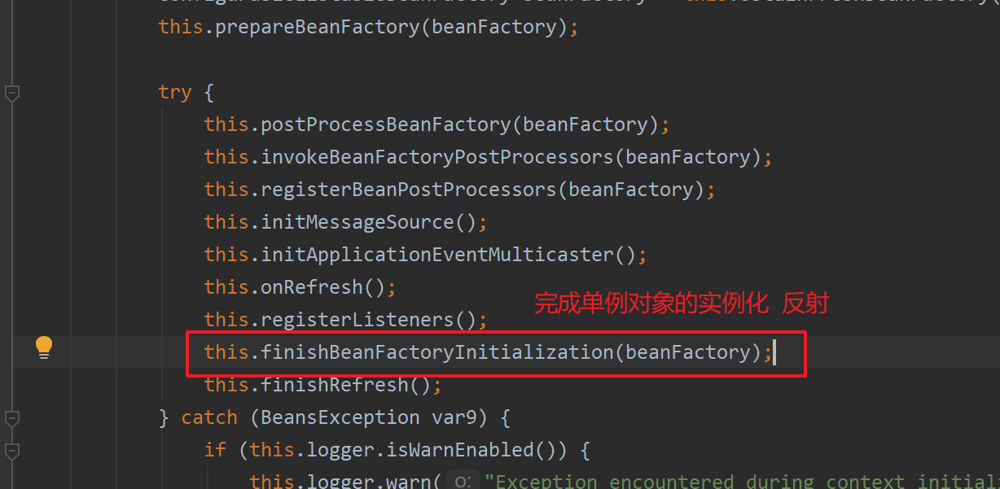 this.prepareBeanFactory(beanFactory);
try {
this.postProcessBeanFactory(beanFactory);
this.invokeBeanFactoryPostProcessors(beanFactory);
this.registerBeanPostProcessors(beanFactory);
this.initMessageSource();
this.initApplicationEventMulticaster();
this.onRefresh();
完成单例对象的实例化 反射
this.registerListeners();
this.finishBeanFactoryInitialization(beanFactory);
this.finishRefresh();
} catch (BeansException var9) {
if (this.logger.isWarnEnabled()) {
this.logger.warn( o: "Exception encountered during context initial